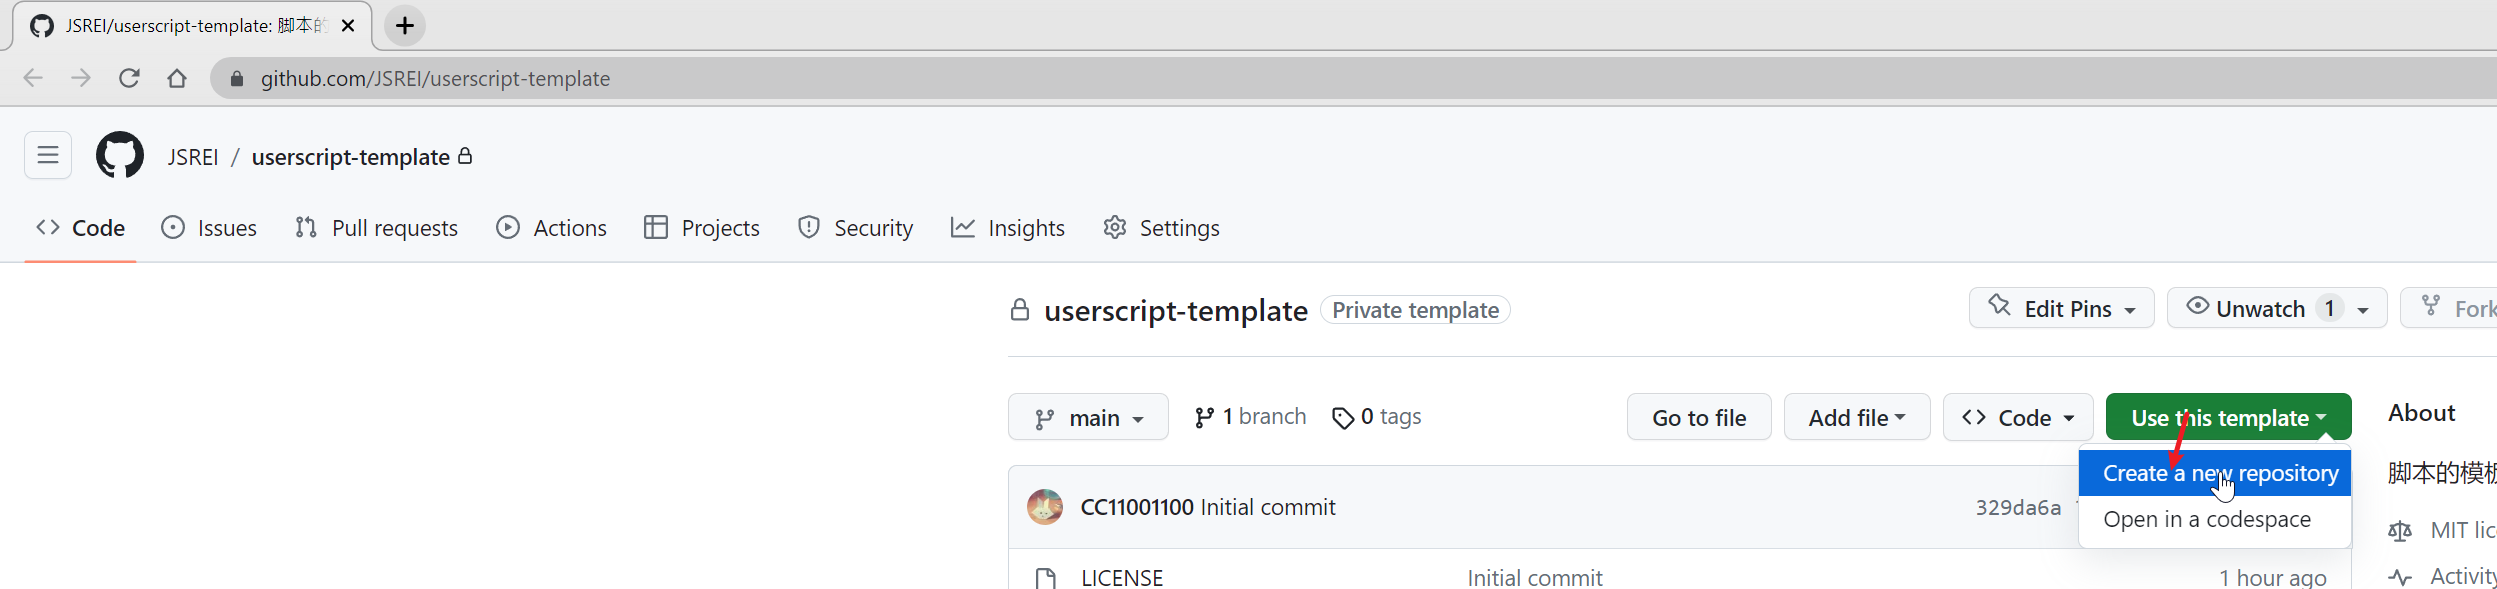 JSREI/userscript-template: 脚本的
github.com/JSREI/userscript-template
JSREI / userscript-template
Code Issues Pull requests Actions Projects Security Insights Settings
userscript-template Private template
Edit Pins Unwatch 1 Fork
main 1 branch 0 tags Go to file Add file Code Use this template
About
Create a new repository
脚本的模板
CC11001100 Initial commit 329da6a
Open in a codespace
MIT lic
LICENSE Initial commit 1 hour ago
Activity